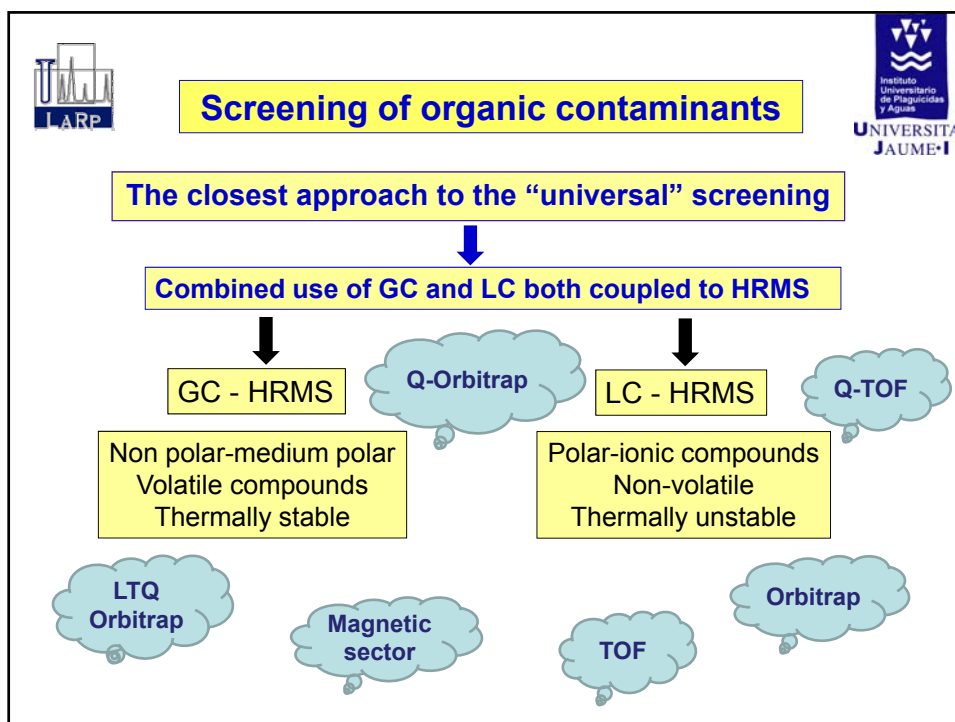 LARP
Instituto
Universitario
de Plaguicidas
y Aguas
UNIVERSITA
JAUME•I
Screening of organic contaminants
The closest approach to the “universal” screening
Combined use of GC and LC both coupled to HRMS
GC - HRMS
Q-Orbitrap
LC - HRMS
Q-TOF
Non polar-medium polar
Volatile compounds
Thermally stable
Polar-ionic compounds
Non-volatile
Thermally unstable
LTQ
Orbitrap
Magnetic
sector
TOF
Orbitrap